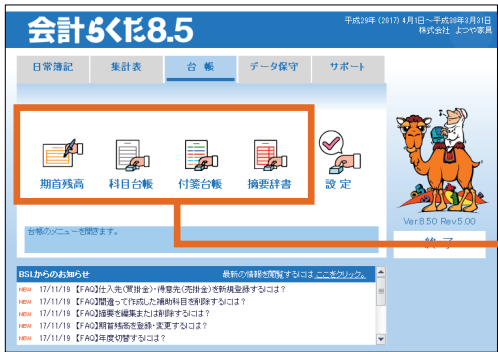 会計らくだ8.5
平成29年 (2017) 4月1日～平成30年3月31日
株式会社 よつや家具
日常簿記 集計表 台 帳 データ保守 サポート
期首残高 科目台帳 付箋台帳 摘要辞書 設 定
Ver.8.50 Rev.5.00
台帳のメニューを開きます。
終 了
BSLからのお知らせ 最新の情報を閲覧するにはここをクリック。
NEW 17/11/19 【FAQ】仕入先(買掛金)・得意先(売掛金)を新規登録するには？
NEW 17/11/19 【FAQ】間違って作成した補助科目を削除するには？
NEW 17/11/19 【FAQ】摘要を編集または削除するには？
NEW 17/11/19 【FAQ】期首残高を登録・変更するには？
NEW 17/11/19 【FAQ】年度切替するには？